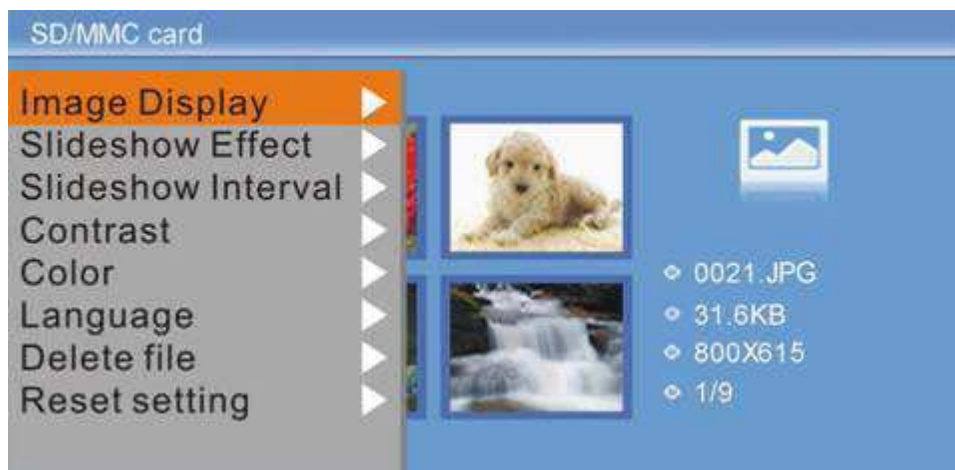 SD/MMC card
Image Display
Slideshow Effect
Slideshow Interval
Contrast
Color
Language
Delete file
Reset setting
0021.JPG
31.6KB
800X615
1/9